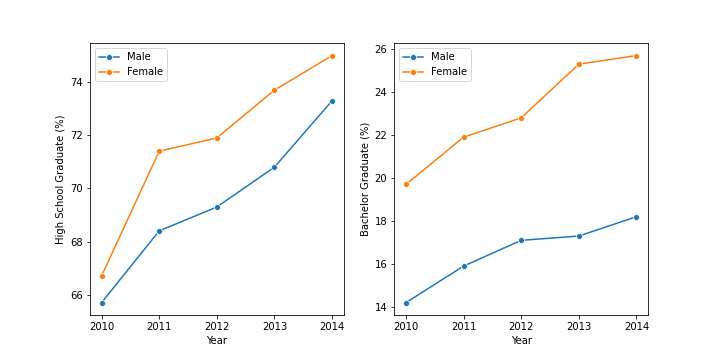 Male
Female
High School Graduate (%)
74
72
70
68
66
2010 2011 2012 2013 2014
Year
Male
Female
Bachelor Graduate (%)
26
24
22
20
18
16
14
2010 2011 2012 2013 2014
Year